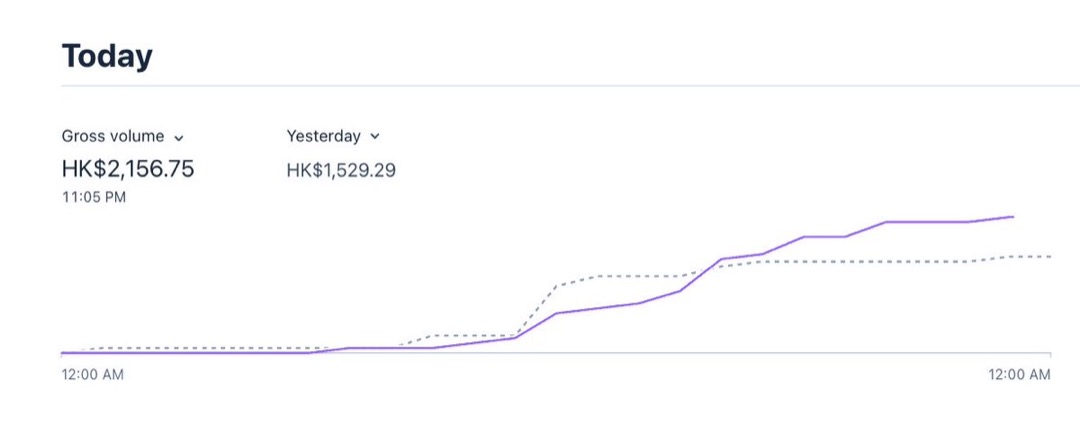 Today
Gross volume
Yesterday
HK$2,156.75
HK$1,529.29
11:05 PM
12:00 AM
12:00 AM